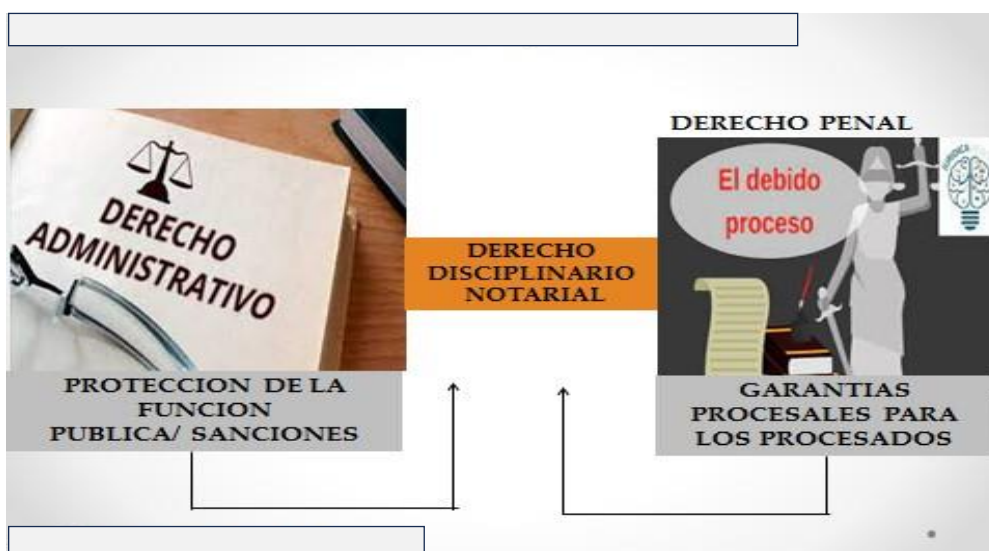 DERECHO
ADMINISTRATIVO
PROTECCION DE LA
FUNCION
PUBLICA/ SANCIONES
DERECHO
DISCIPLINARIO
NOTARIAL
DERECHO PENAL
El debido
proceso
GARANTIAS
PROCESALES PARA
LOS PROCESADOS